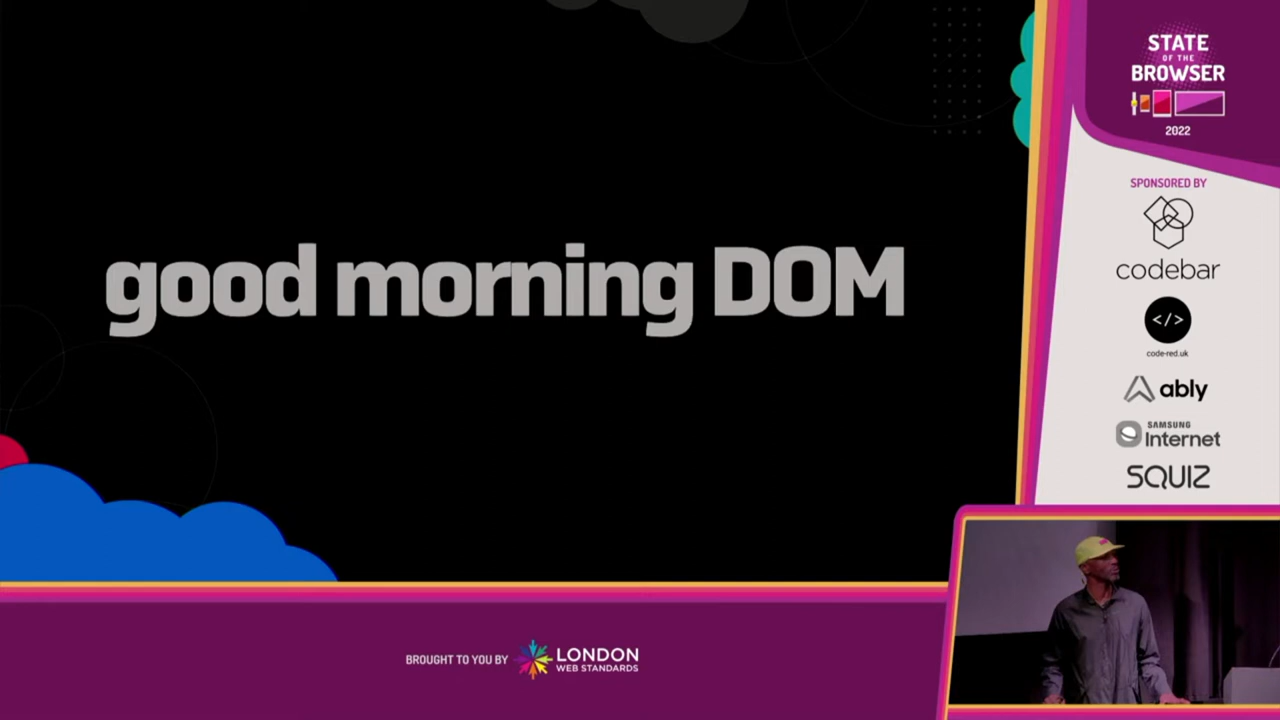 good morning DOM
STATE
OF THE
BROWSER
2022
SPONSORED BY
codebar
</>
code-red.uk
ably
SAMSUNG
Internet
SQUIZ
BROUGHT TO YOU BY
LONDON
WEB STANDARDS